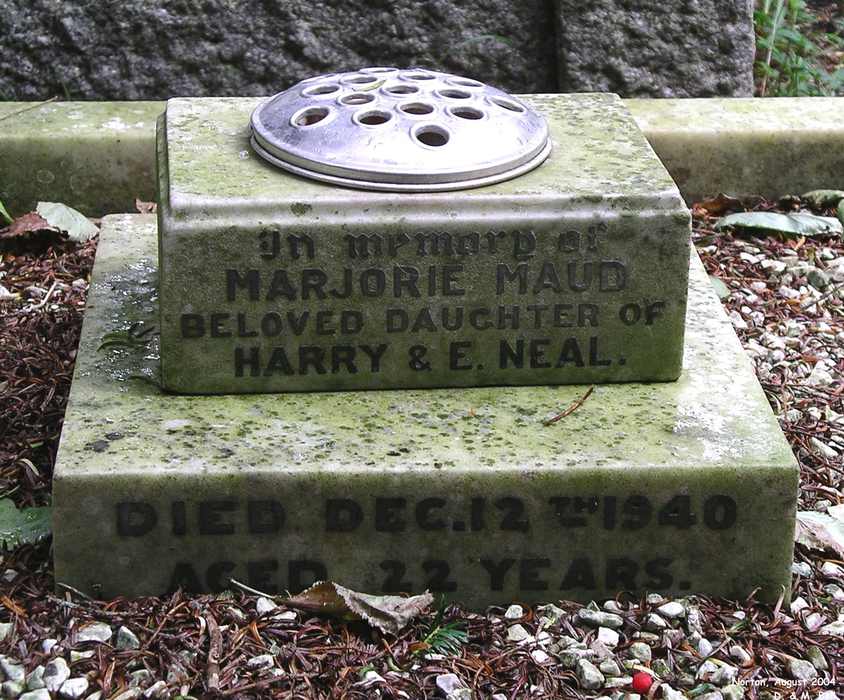 In memory of
MARJORIE MAUD
BELOVED DAUGHTER OF
HARRY & E. NEAL.
DIED DEC. 12TH 1940
AGED 22 YEARS.
Norton, August 2004